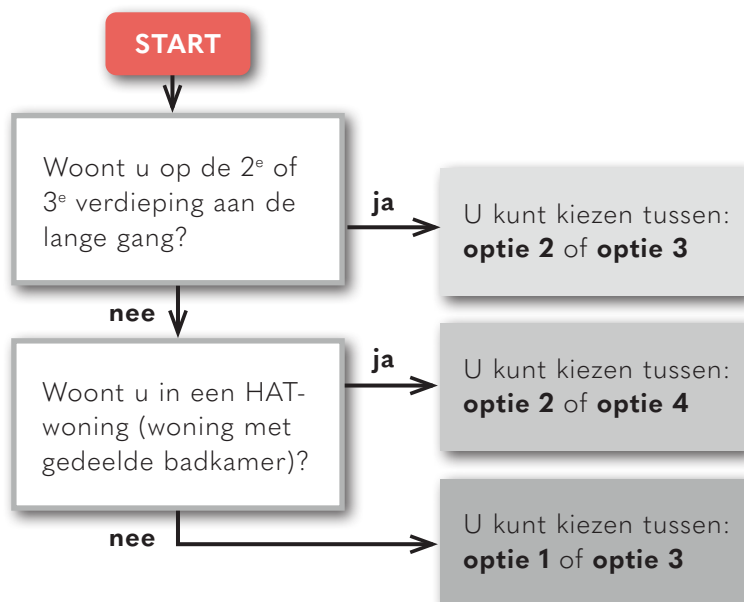 START
Woont u op de 2e of
3e verdieping aan de
lange gang?
ja
U kunt kiezen tussen:
optie 2 of optie 3
nee
Woont u in een HAT-
woning (woning met
gedeelde badkamer)?
ja
U kunt kiezen tussen:
optie 2 of optie 4
nee
U kunt kiezen tussen:
optie 1 of optie 3